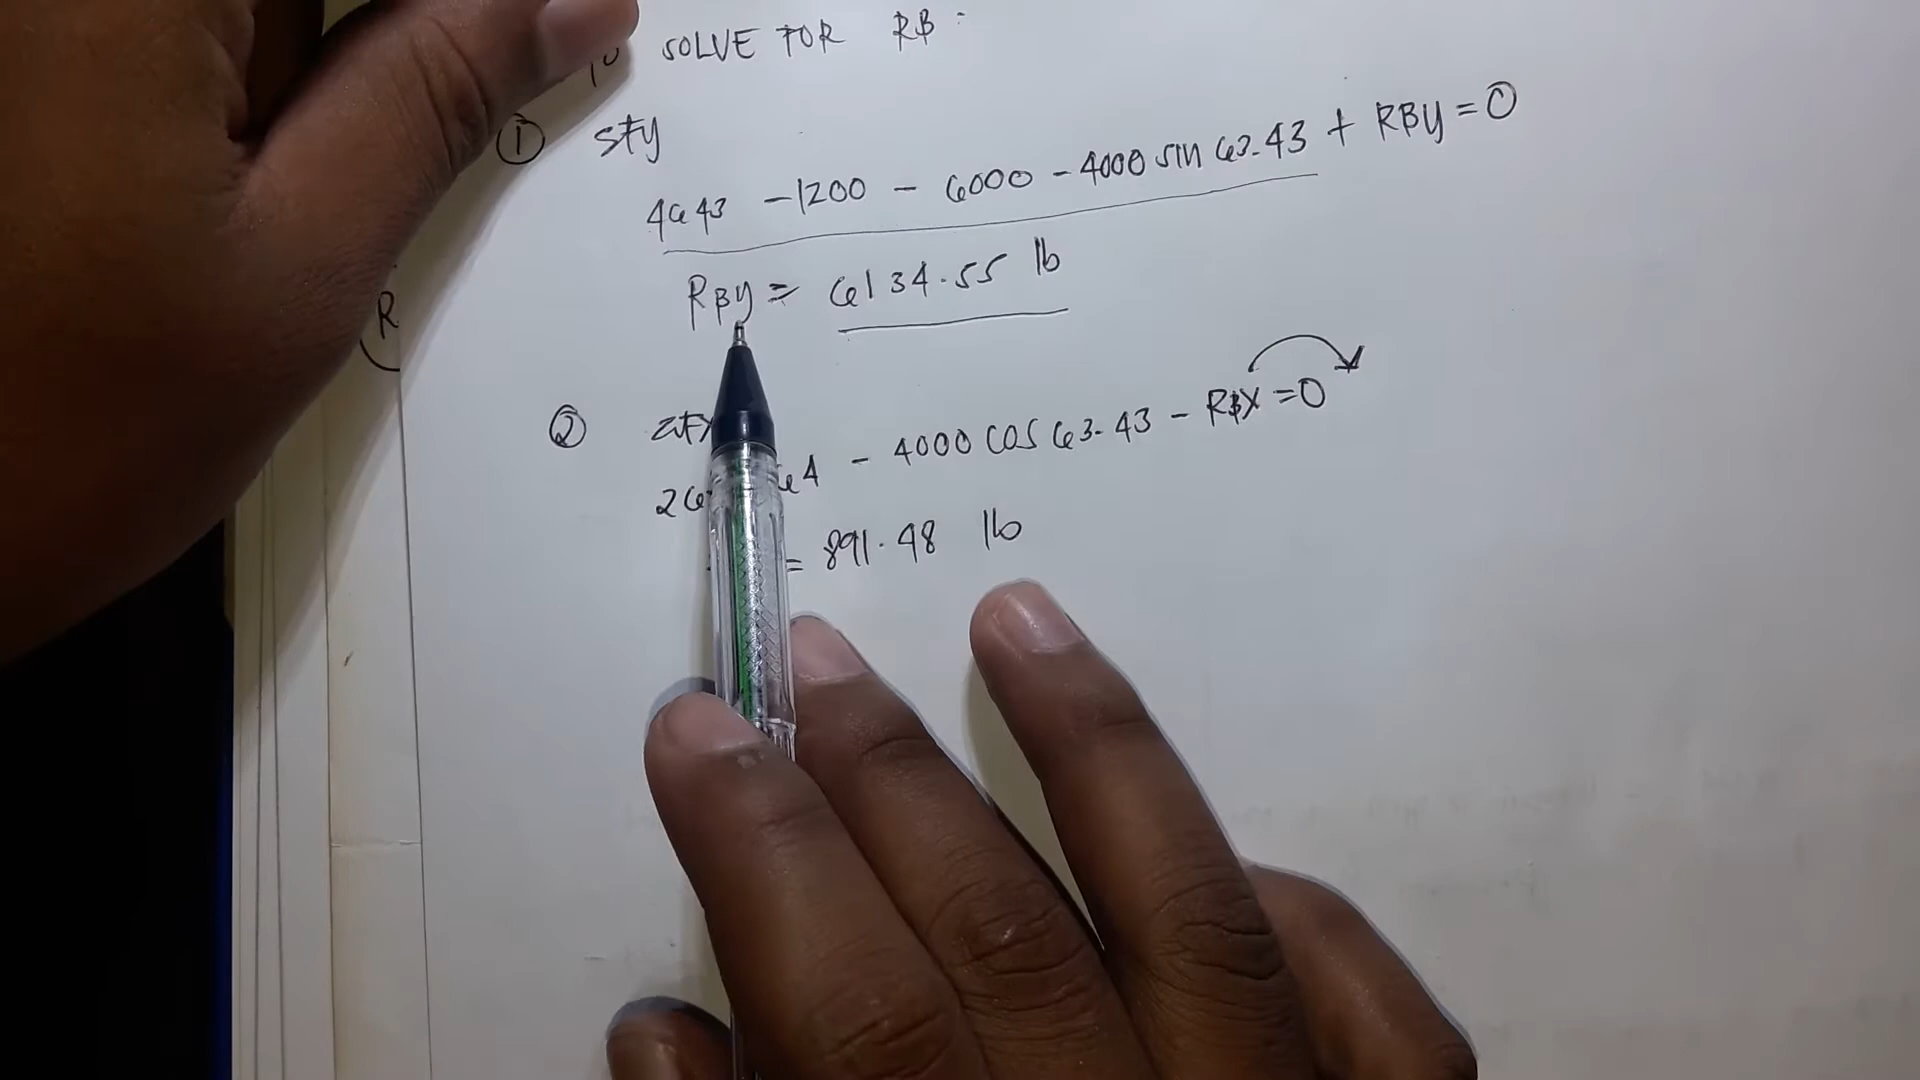 TO SOLVE FOR RB :
① ΣFy
4643 - 1200 - 6000 - 4000 sin 63.43 + RBy = 0
RBy = 6134.55 lb
R
② ΣFX
- 4000 cos 63.43 - RBX = 0
= 891.48 lb